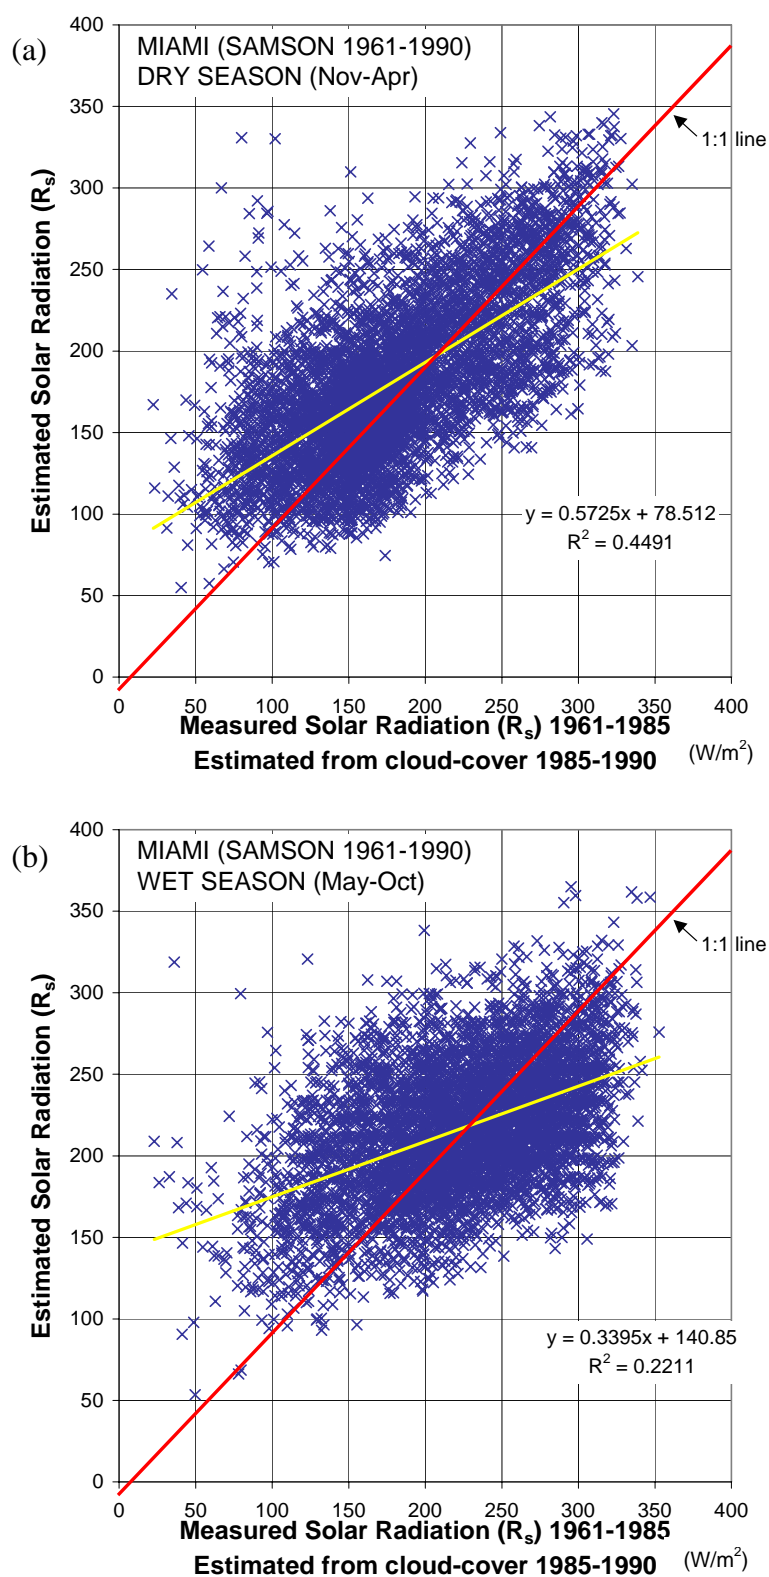 (a)
MIAMI (SAMSON 1961-1990)
DRY SEASON (Nov-Apr)
400
350
300
250
200
150
100
50
0
Estimated Solar Radiation (Rs)
1:1 line
y = 0.5725x + 78.512
R² = 0.4491
0 50 100 150 200 250 300 350 400
Measured Solar Radiation (Rs) 1961-1985
Estimated from cloud-cover 1985-1990 (W/m²)
(b)
MIAMI (SAMSON 1961-1990)
WET SEASON (May-Oct)
400
350
300
250
200
150
100
50
0
Estimated Solar Radiation (Rs)
1:1 line
y = 0.3395x + 140.85
R² = 0.2211
0 50 100 150 200 250 300 350 400
Measured Solar Radiation (Rs) 1961-1985
Estimated from cloud-cover 1985-1990 (W/m²)